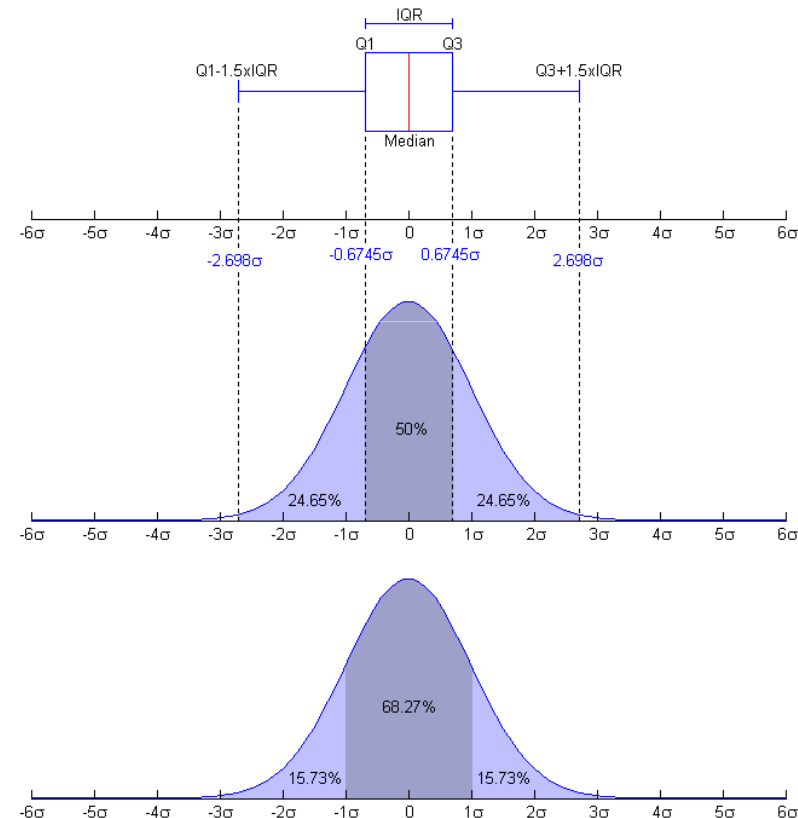 IQR
Q1 Q3
Q1-1.5xIQR Q3+1.5xIQR
Median
-6σ -5σ -4σ -3σ -2σ -1σ 0 1σ 2σ 3σ 4σ 5σ 6σ
-2.698σ -0.6745σ 0.6745σ 2.698σ
50%
24.65% 24.65%
-6σ -5σ -4σ -3σ -2σ -1σ 0 1σ 2σ 3σ 4σ 5σ 6σ
68.27%
15.73% 15.73%
-6σ -5σ -4σ -3σ -2σ -1σ 0 1σ 2σ 3σ 4σ 5σ 6σ